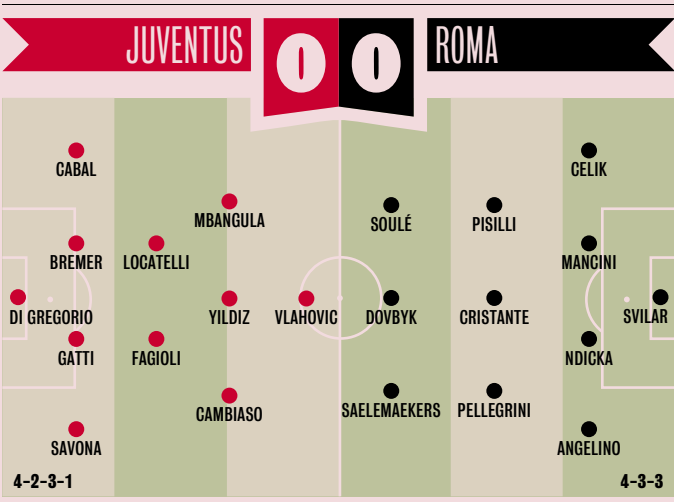 JUVENTUS 0 0 ROMA
CABAL CELIK
MBANGULA SOULÉ PISILLI
BREMER LOCATELLI MANCINI
DI GREGORIO YILDIZ VLAHOVIC DOVBYK CRISTANTE SVILAR
GATTI FAGIOLI NDICKA
CAMBIASO SAELEMAEKERS PELLEGRINI
SAVONA ANGELINO
4-2-3-1 4-3-3